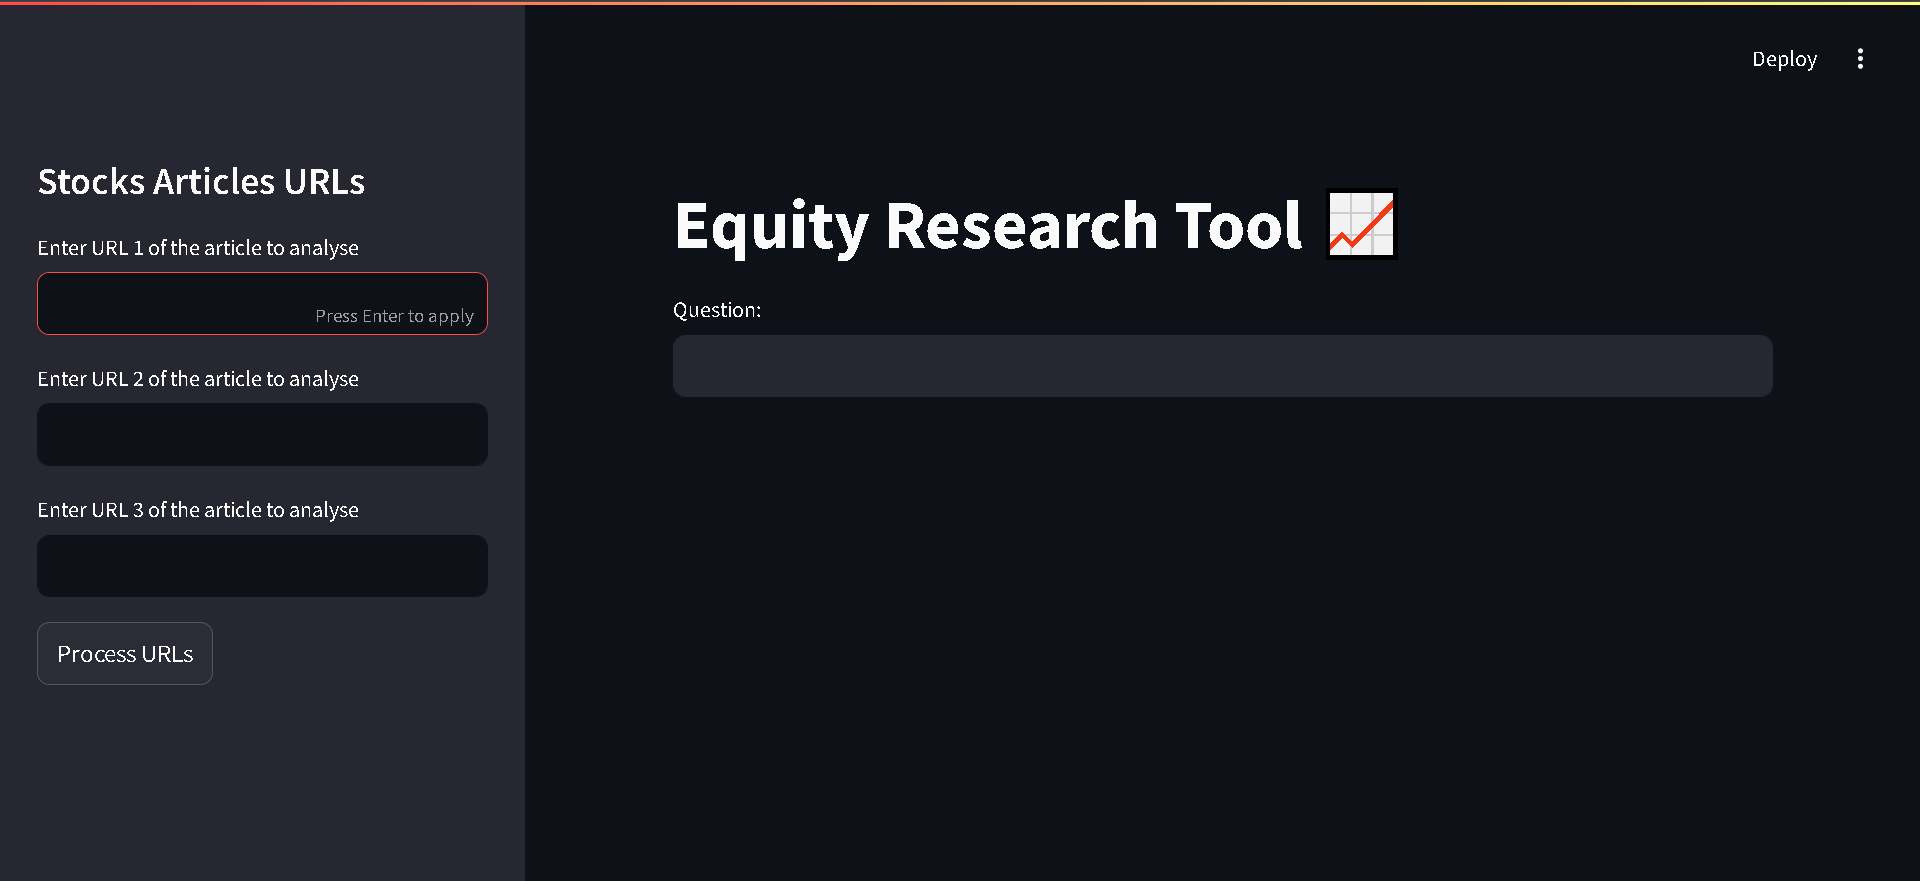 Deploy
Stocks Articles URLs
Enter URL 1 of the article to analyse
Press Enter to apply
Enter URL 2 of the article to analyse
Enter URL 3 of the article to analyse
Process URLs
Equity Research Tool
Question: